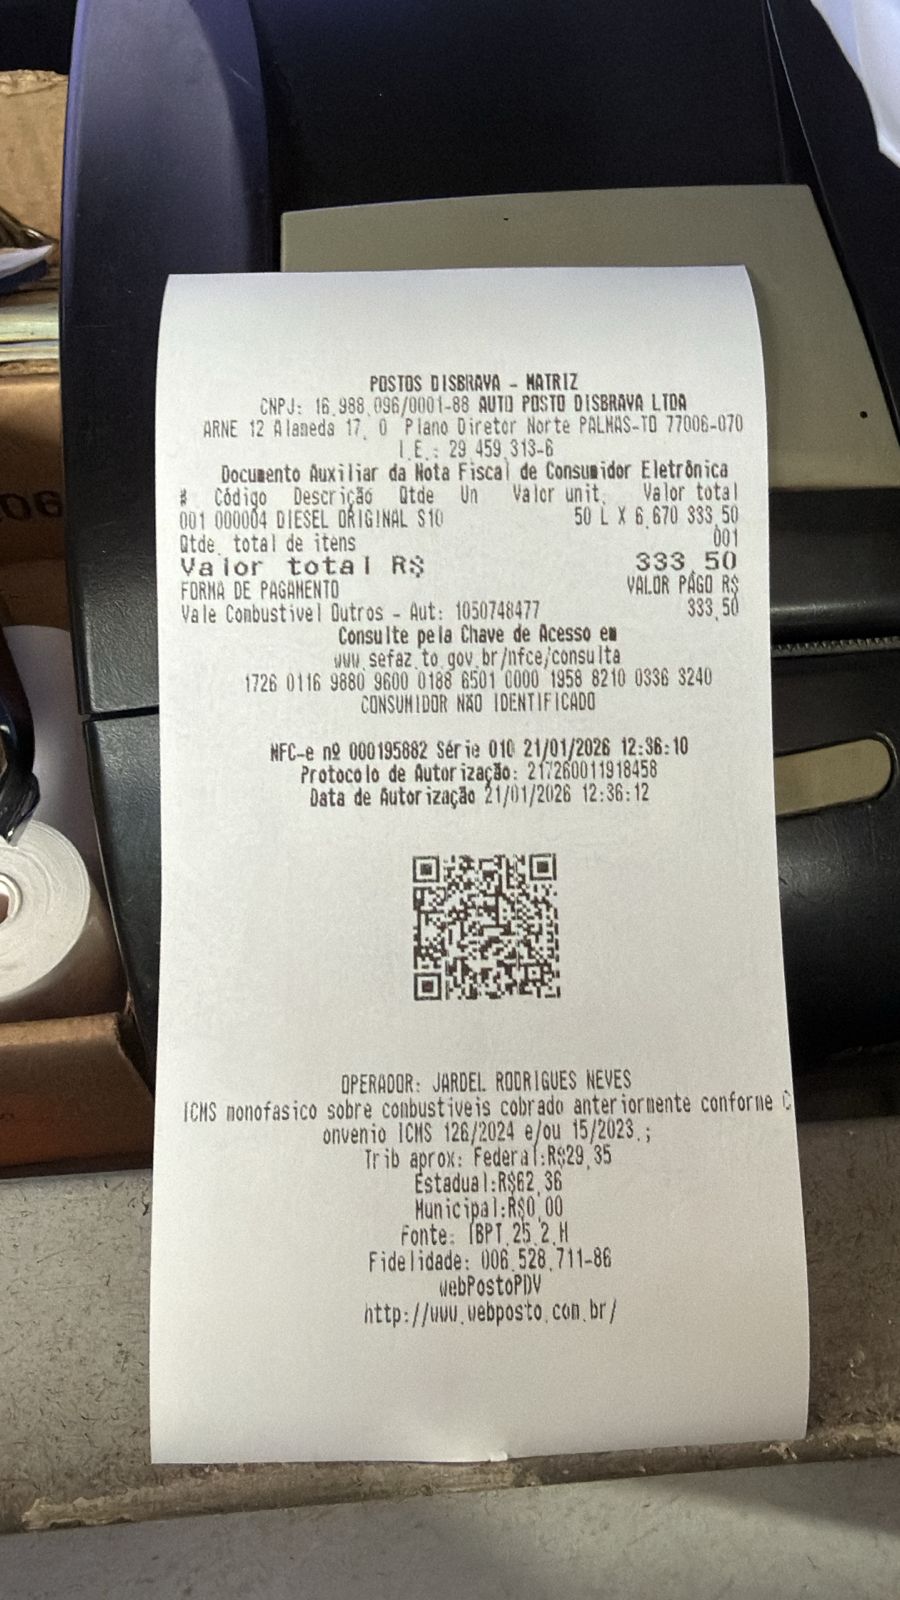 POSTOS DISBRAVA - MATRIZ
CNPJ: 16.988.096/0001-88 AUTO POSTO DISBRAVA LTDA
ARNE 12 Alameda 17, 0 Plano Diretor Norte PALMAS-TO 77006-070
I.E.: 29.459.313-6
Documento Auxiliar da Nota Fiscal de Consumidor Eletrônica
# Código Descrição Qtde Un Valor unit. Valor total
001 000004 DIESEL ORIGINAL S10 50 L X 6,670 333,50
Qtde. total de itens 001
Valor total R$ 333,50
FORMA DE PAGAMENTO VALOR PAGO R$
Vale Combustivel Outros - Aut: 1050748477 333,50
Consulte pela Chave de Acesso em
www.sefaz.to.gov.br/nfce/consulta
1726 0116 9880 9600 0188 6501 0000 1958 8210 0336 3240
CONSUMIDOR NÃO IDENTIFICADO
NFC-e nº 000195882 Série 010 21/01/2026 12:36:10
Protocolo de Autorização: 217260011918458
Data de Autorização 21/01/2026 12:36:12
OPERADOR: JARDEL RODRIGUES NEVES
ICMS monofasico sobre combustiveis cobrado anteriormente conforme C
onvenio ICMS 126/2024 e/ou 15/2023.;
Trib aprox: Federal:R$29,35
Estadual:R$62,36
Municipal:R$0,00
Fonte: IBPT.25.2.H
Fidelidade: 006.528.711-86
webPostoPDV
http://www.webposto.com.br/